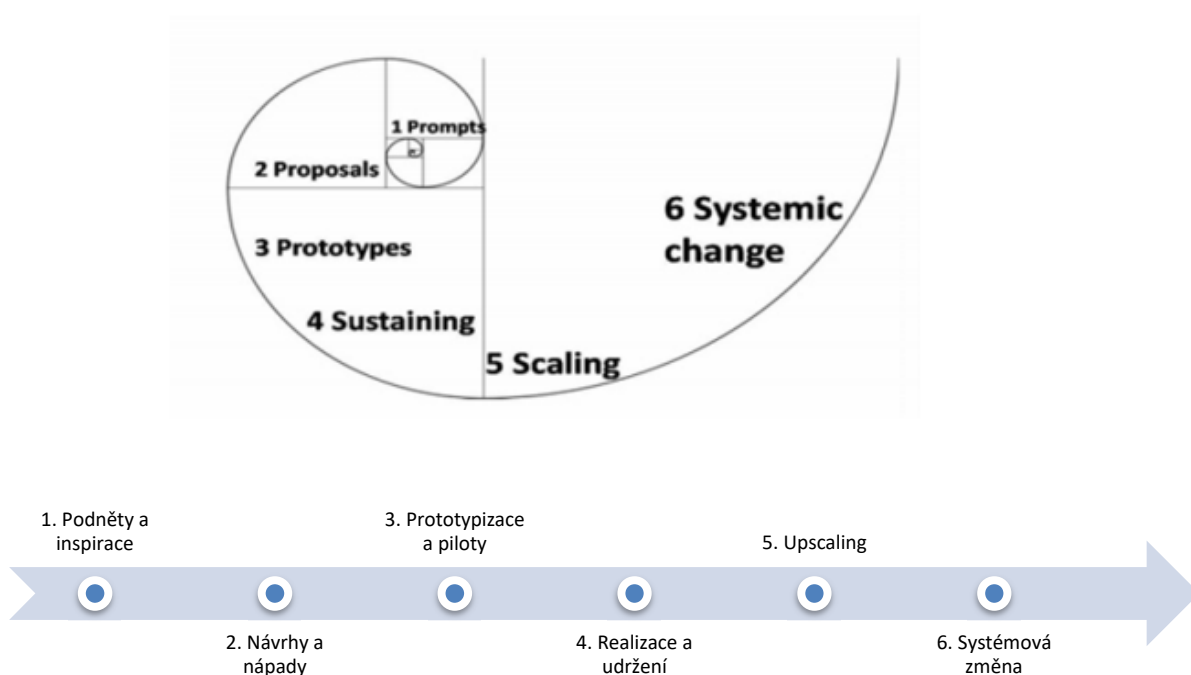 1 Prompts
2 Proposals
3 Prototypes
4 Sustaining
5 Scaling
6 Systemic
change
1. Podněty a
inspirace
2. Návrhy a
nápady
3. Prototypizace
a piloty
4. Realizace a
udržení
5. Upscaling
6. Systémová
změna